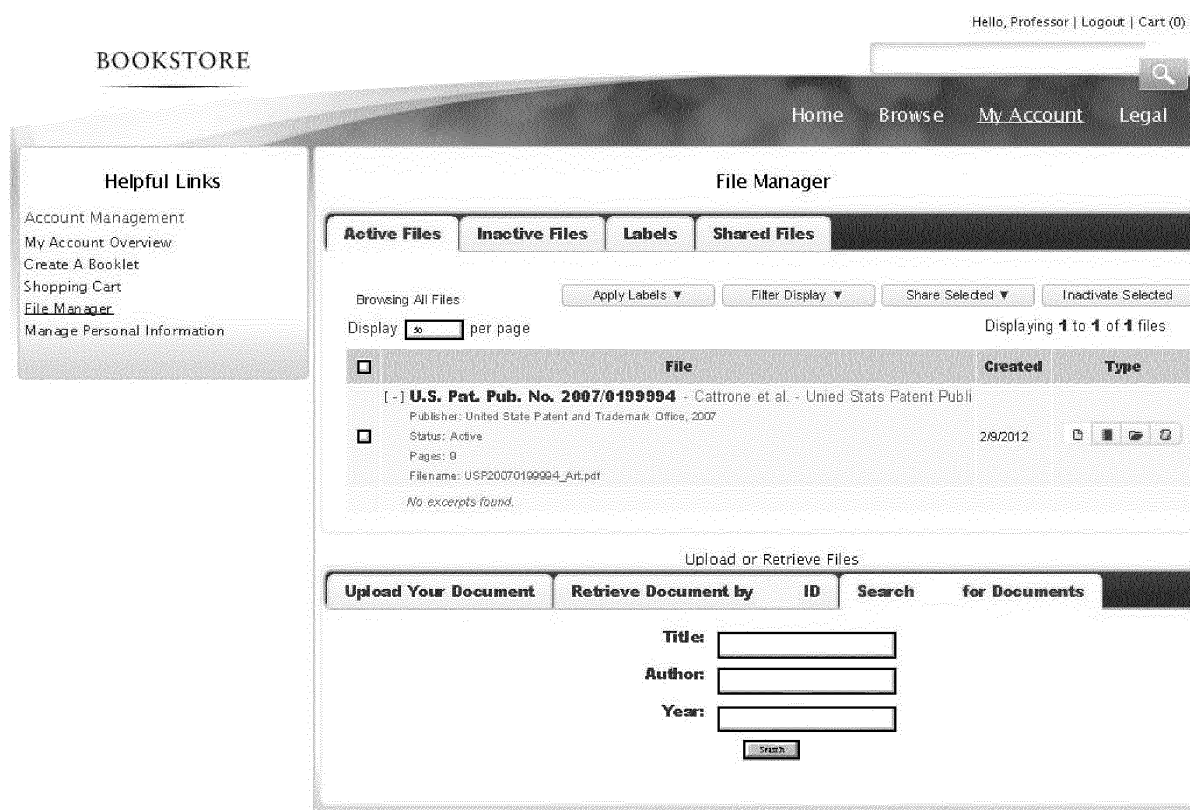 Hello, Professor | Logout | Cart (0)
BOOKSTORE
Home Browse My Account Legal
Helpful Links
Account Management
My Account Overview
Create A Booklet
Shopping Cart
File Manager
Manage Personal Information
File Manager
Active Files Inactive Files Labels Shared Files
Browsing All Files Apply Labels ▼ Filter Display ▼ Share Selected ▼ Inactivate Selected
Display 50 per page Displaying 1 to 1 of 1 files
File Created Type
[-] U.S. Pat. Pub. No. 2007/0199994 - Cattrone et al. - Unied Stats Patent Publi
Publisher: United State Patent and Trademark Office, 2007
Status: Active 2/9/2012
Pages: 9
Filename: USP20070199994_Art.pdf
No excerpts found.
Upload or Retrieve Files
Upload Your Document Retrieve Document by ID Search for Documents
Title:
Author:
Year:
Search